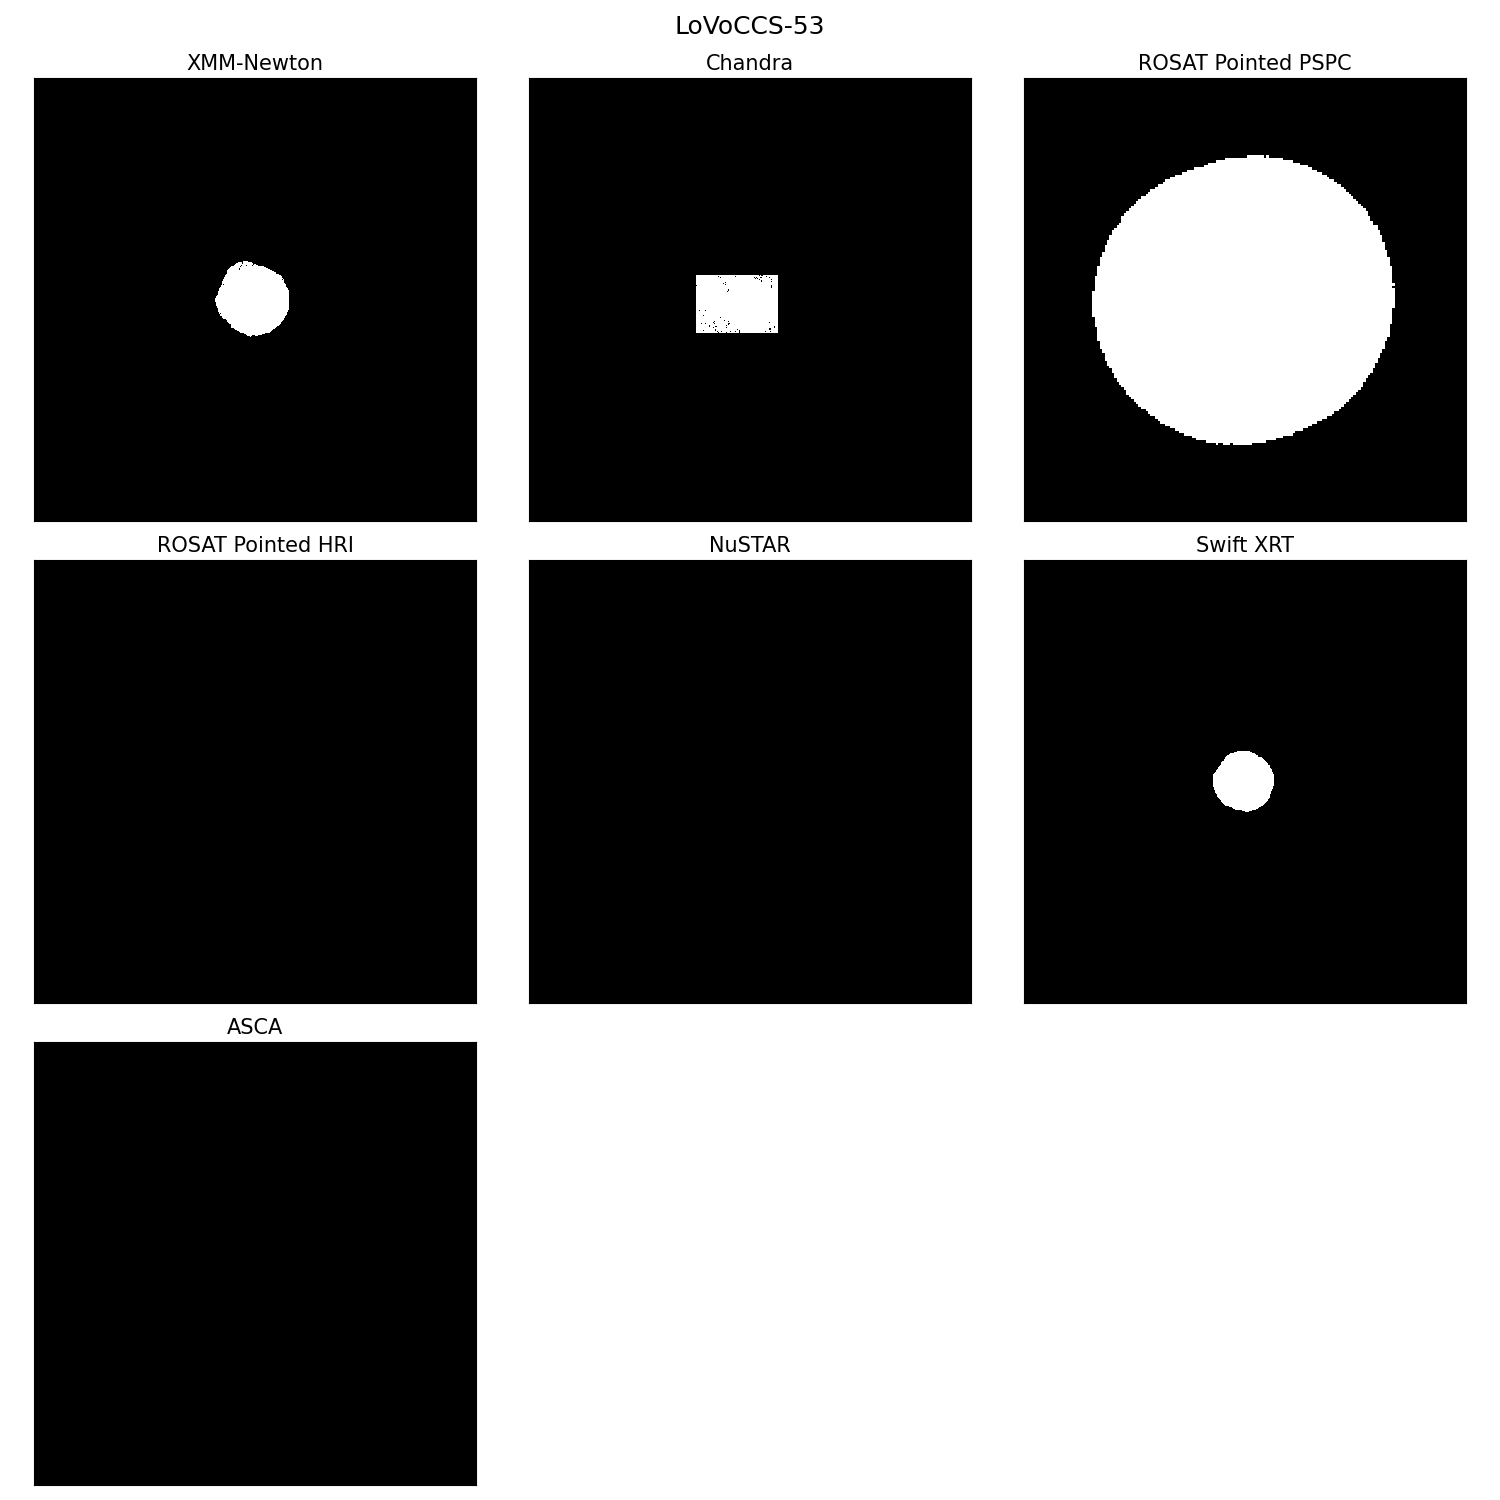 LoVoCCS-53
XMM-Newton
Chandra
ROSAT Pointed PSPC
ROSAT Pointed HRI
NuSTAR
Swift XRT
ASCA